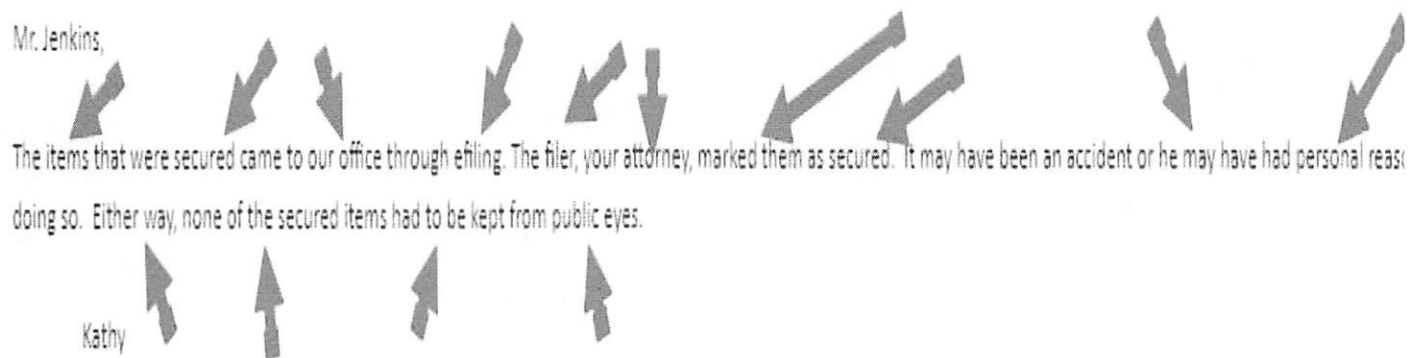 Mr. Jenkins,
The items that were secured came to our office through efiling. The filer, your attorney, marked them as secured. It may have been an accident or he may have had personal
doing so. Either way, none of the secured items had to be kept from public eyes.
Kathy